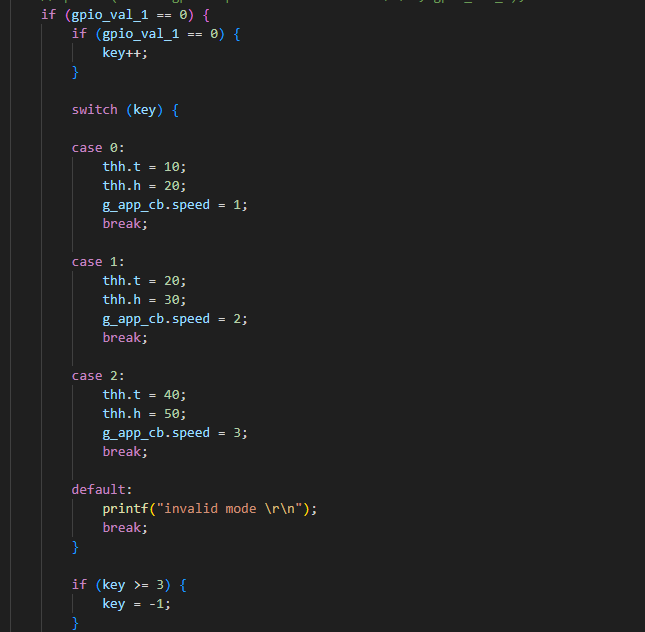 if (gpio_val_1 == 0) {
if (gpio_val_1 == 0) {
key++;
}
switch (key) {
case 0:
thh.t = 10;
thh.h = 20;
g_app_cb.speed = 1;
break;
case 1:
thh.t = 20;
thh.h = 30;
g_app_cb.speed = 2;
break;
case 2:
thh.t = 40;
thh.h = 50;
g_app_cb.speed = 3;
break;
default:
printf("invalid mode \r\n");
break;
}
if (key >= 3) {
key = -1;
}